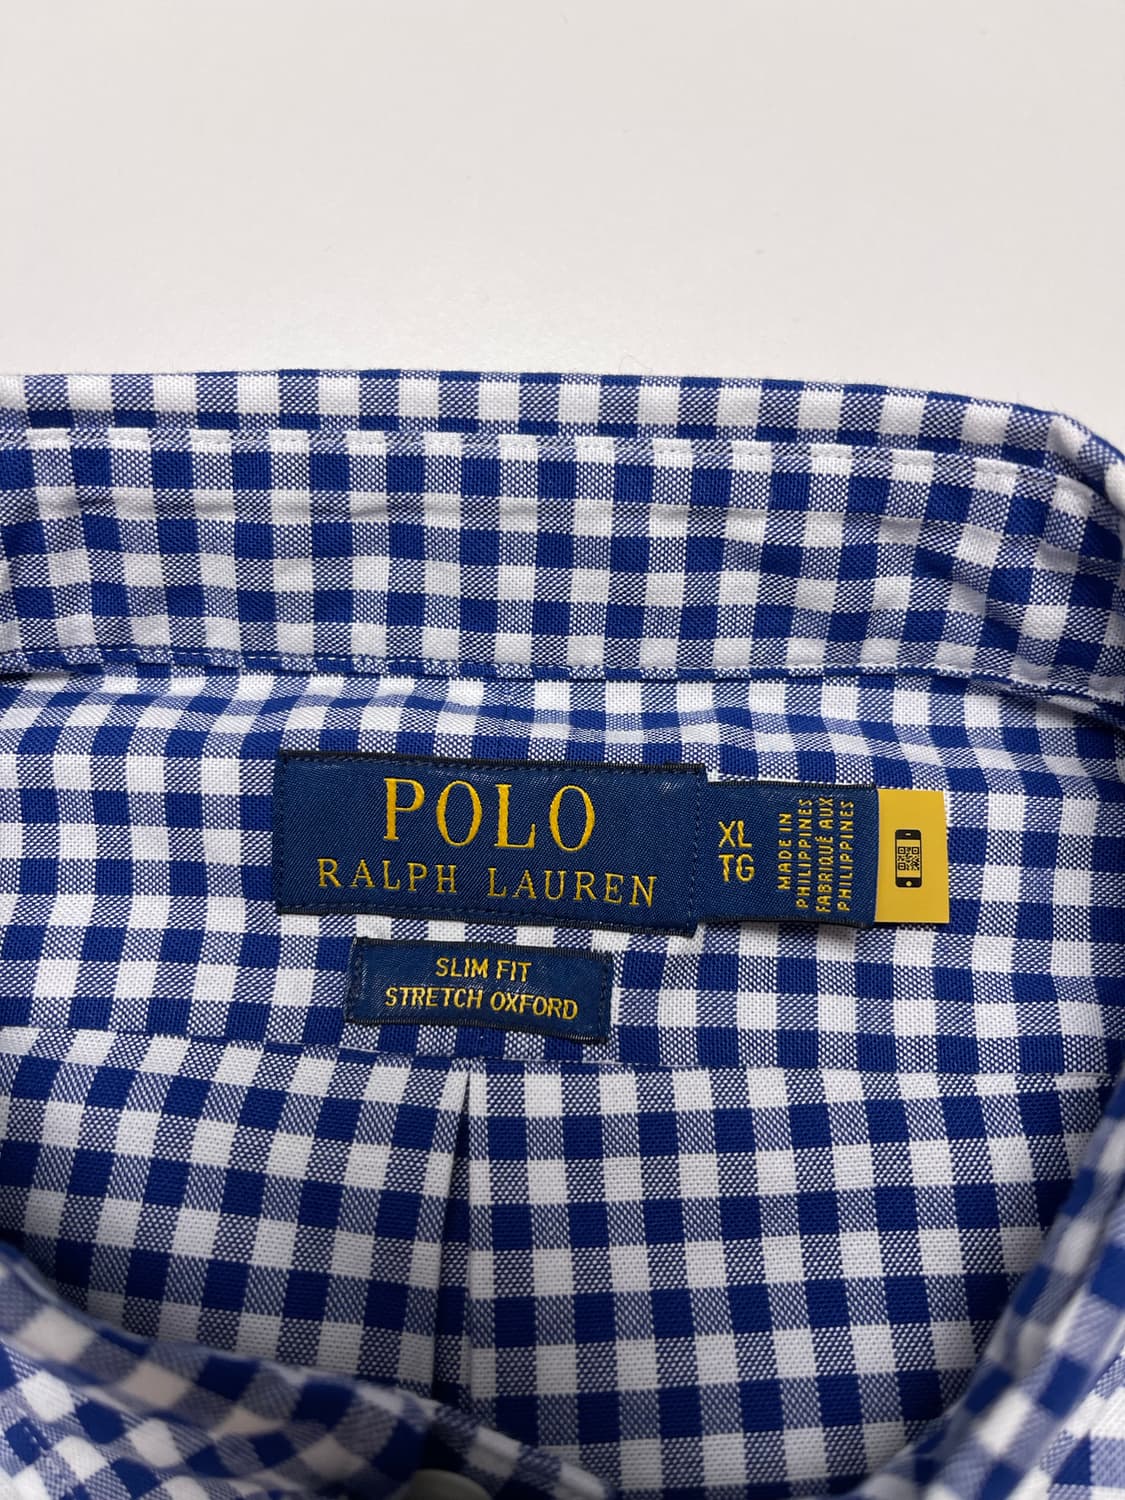 POLO
RALPH LAUREN
XL
TG
MADE IN
PHILIPPINES
FABRIQUÉ AUX
PHILIPPINES
SLIM FIT
STRETCH OXFORD